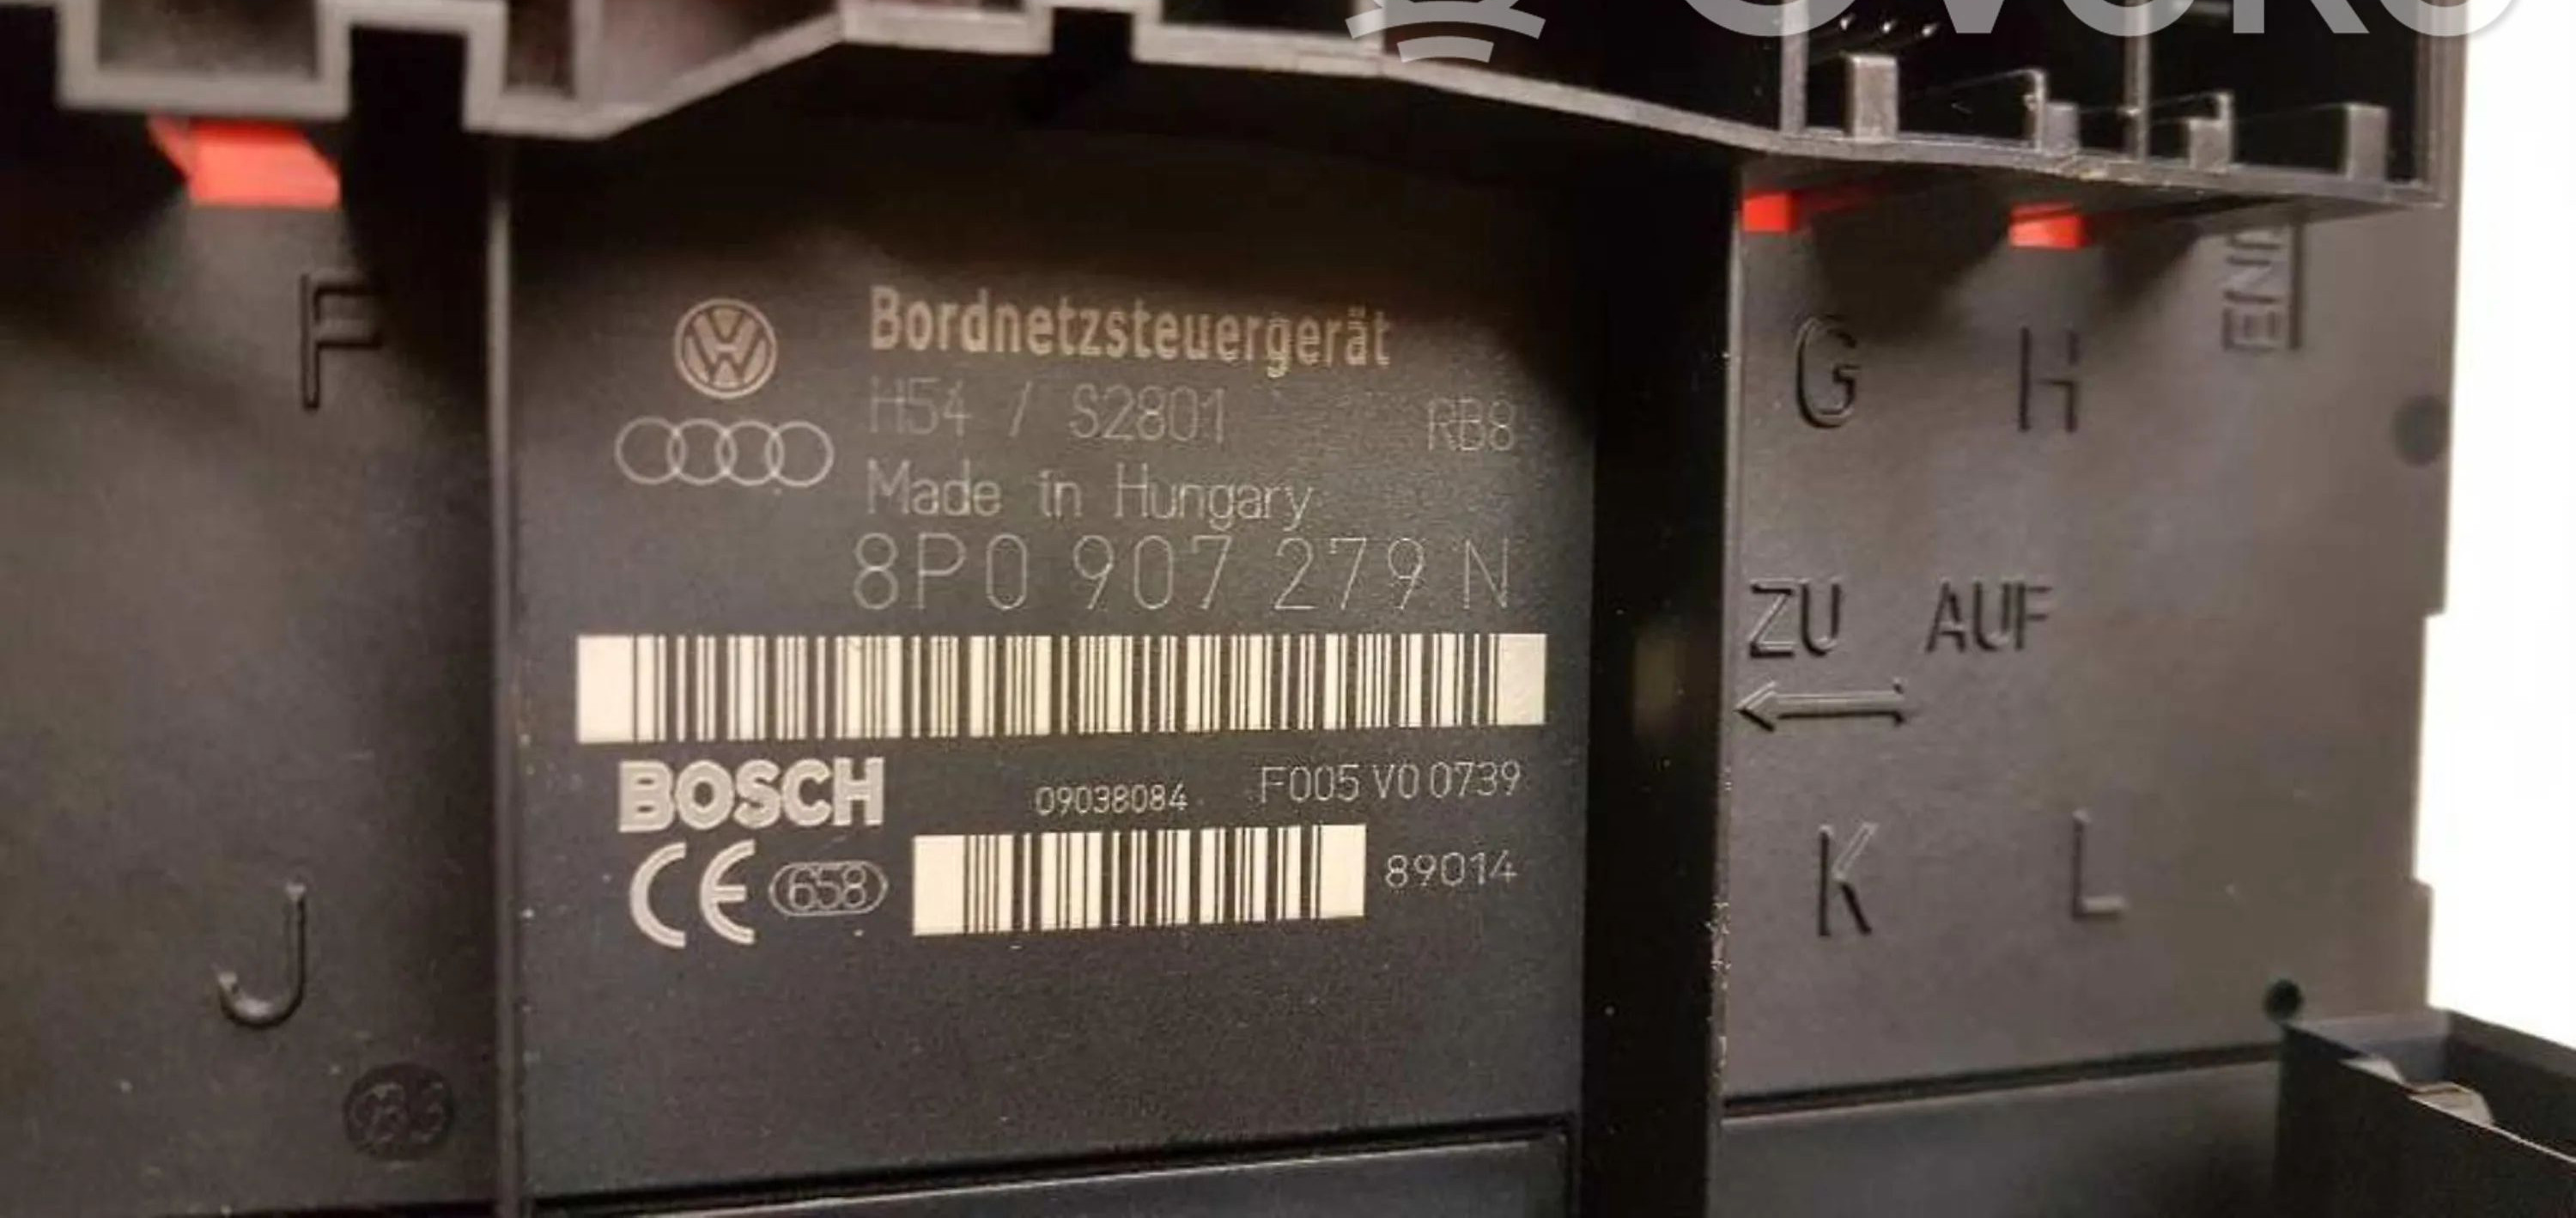 F
Bordnetzsteuergerät
H54 / S2801 RB8
Made in Hungary
8P0 907 279 N
BOSCH
09038084 F005 V0 0739
CE 658
89014
G H
ZU AUF
K L
J